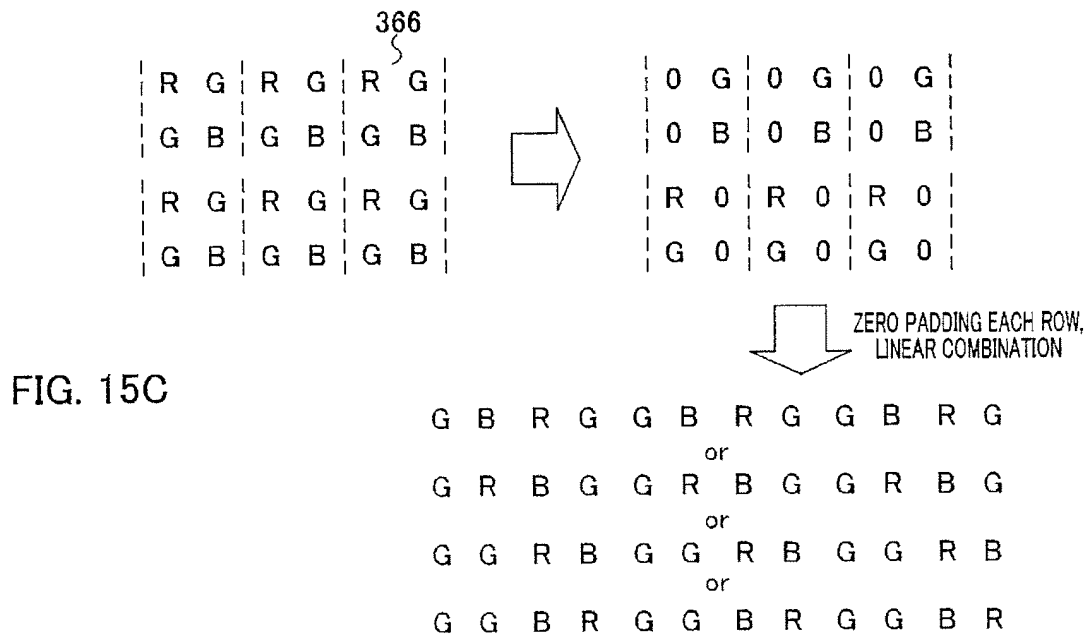 366
R G R G R G
G B G B G B
R G R G R G
G B G B G B
0 G 0 G 0 G
0 B 0 B 0 B
R 0 R 0 R 0
G 0 G 0 G 0
ZERO PADDING EACH ROW,
LINEAR COMBINATION
FIG. 15C
G B R G G B R G G B R G
or
G R B G G R B G G R B G
or
G G R B G G R B G G R B
or
G G B R G G B R G G B R